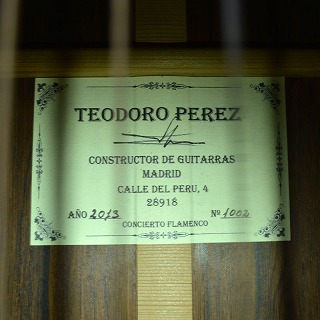 TEODORO PEREZ
CONSTRUCTOR DE GUITARRAS
MADRID
CALLE DEL PERU, 4
28918
AÑO 2013 Nº 1002
CONCIERTO FLAMENCO